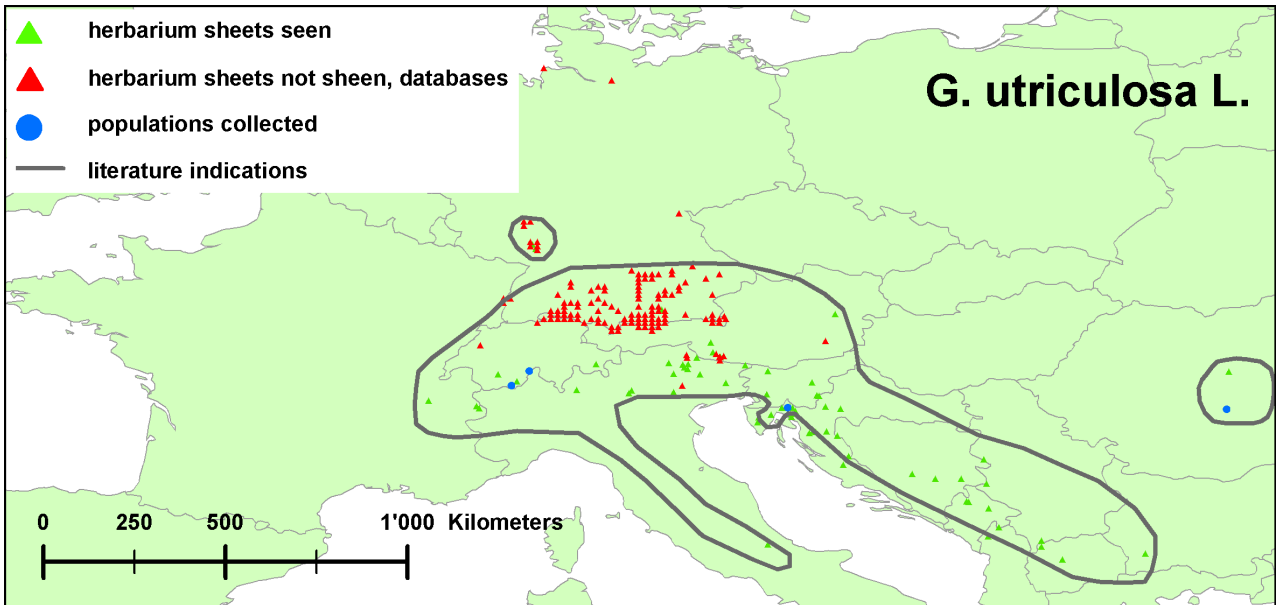 herbarium sheets seen
herbarium sheets not sheen, databases
populations collected
literature indications
G. utriculosa L.
0 250 500 1'000 Kilometers